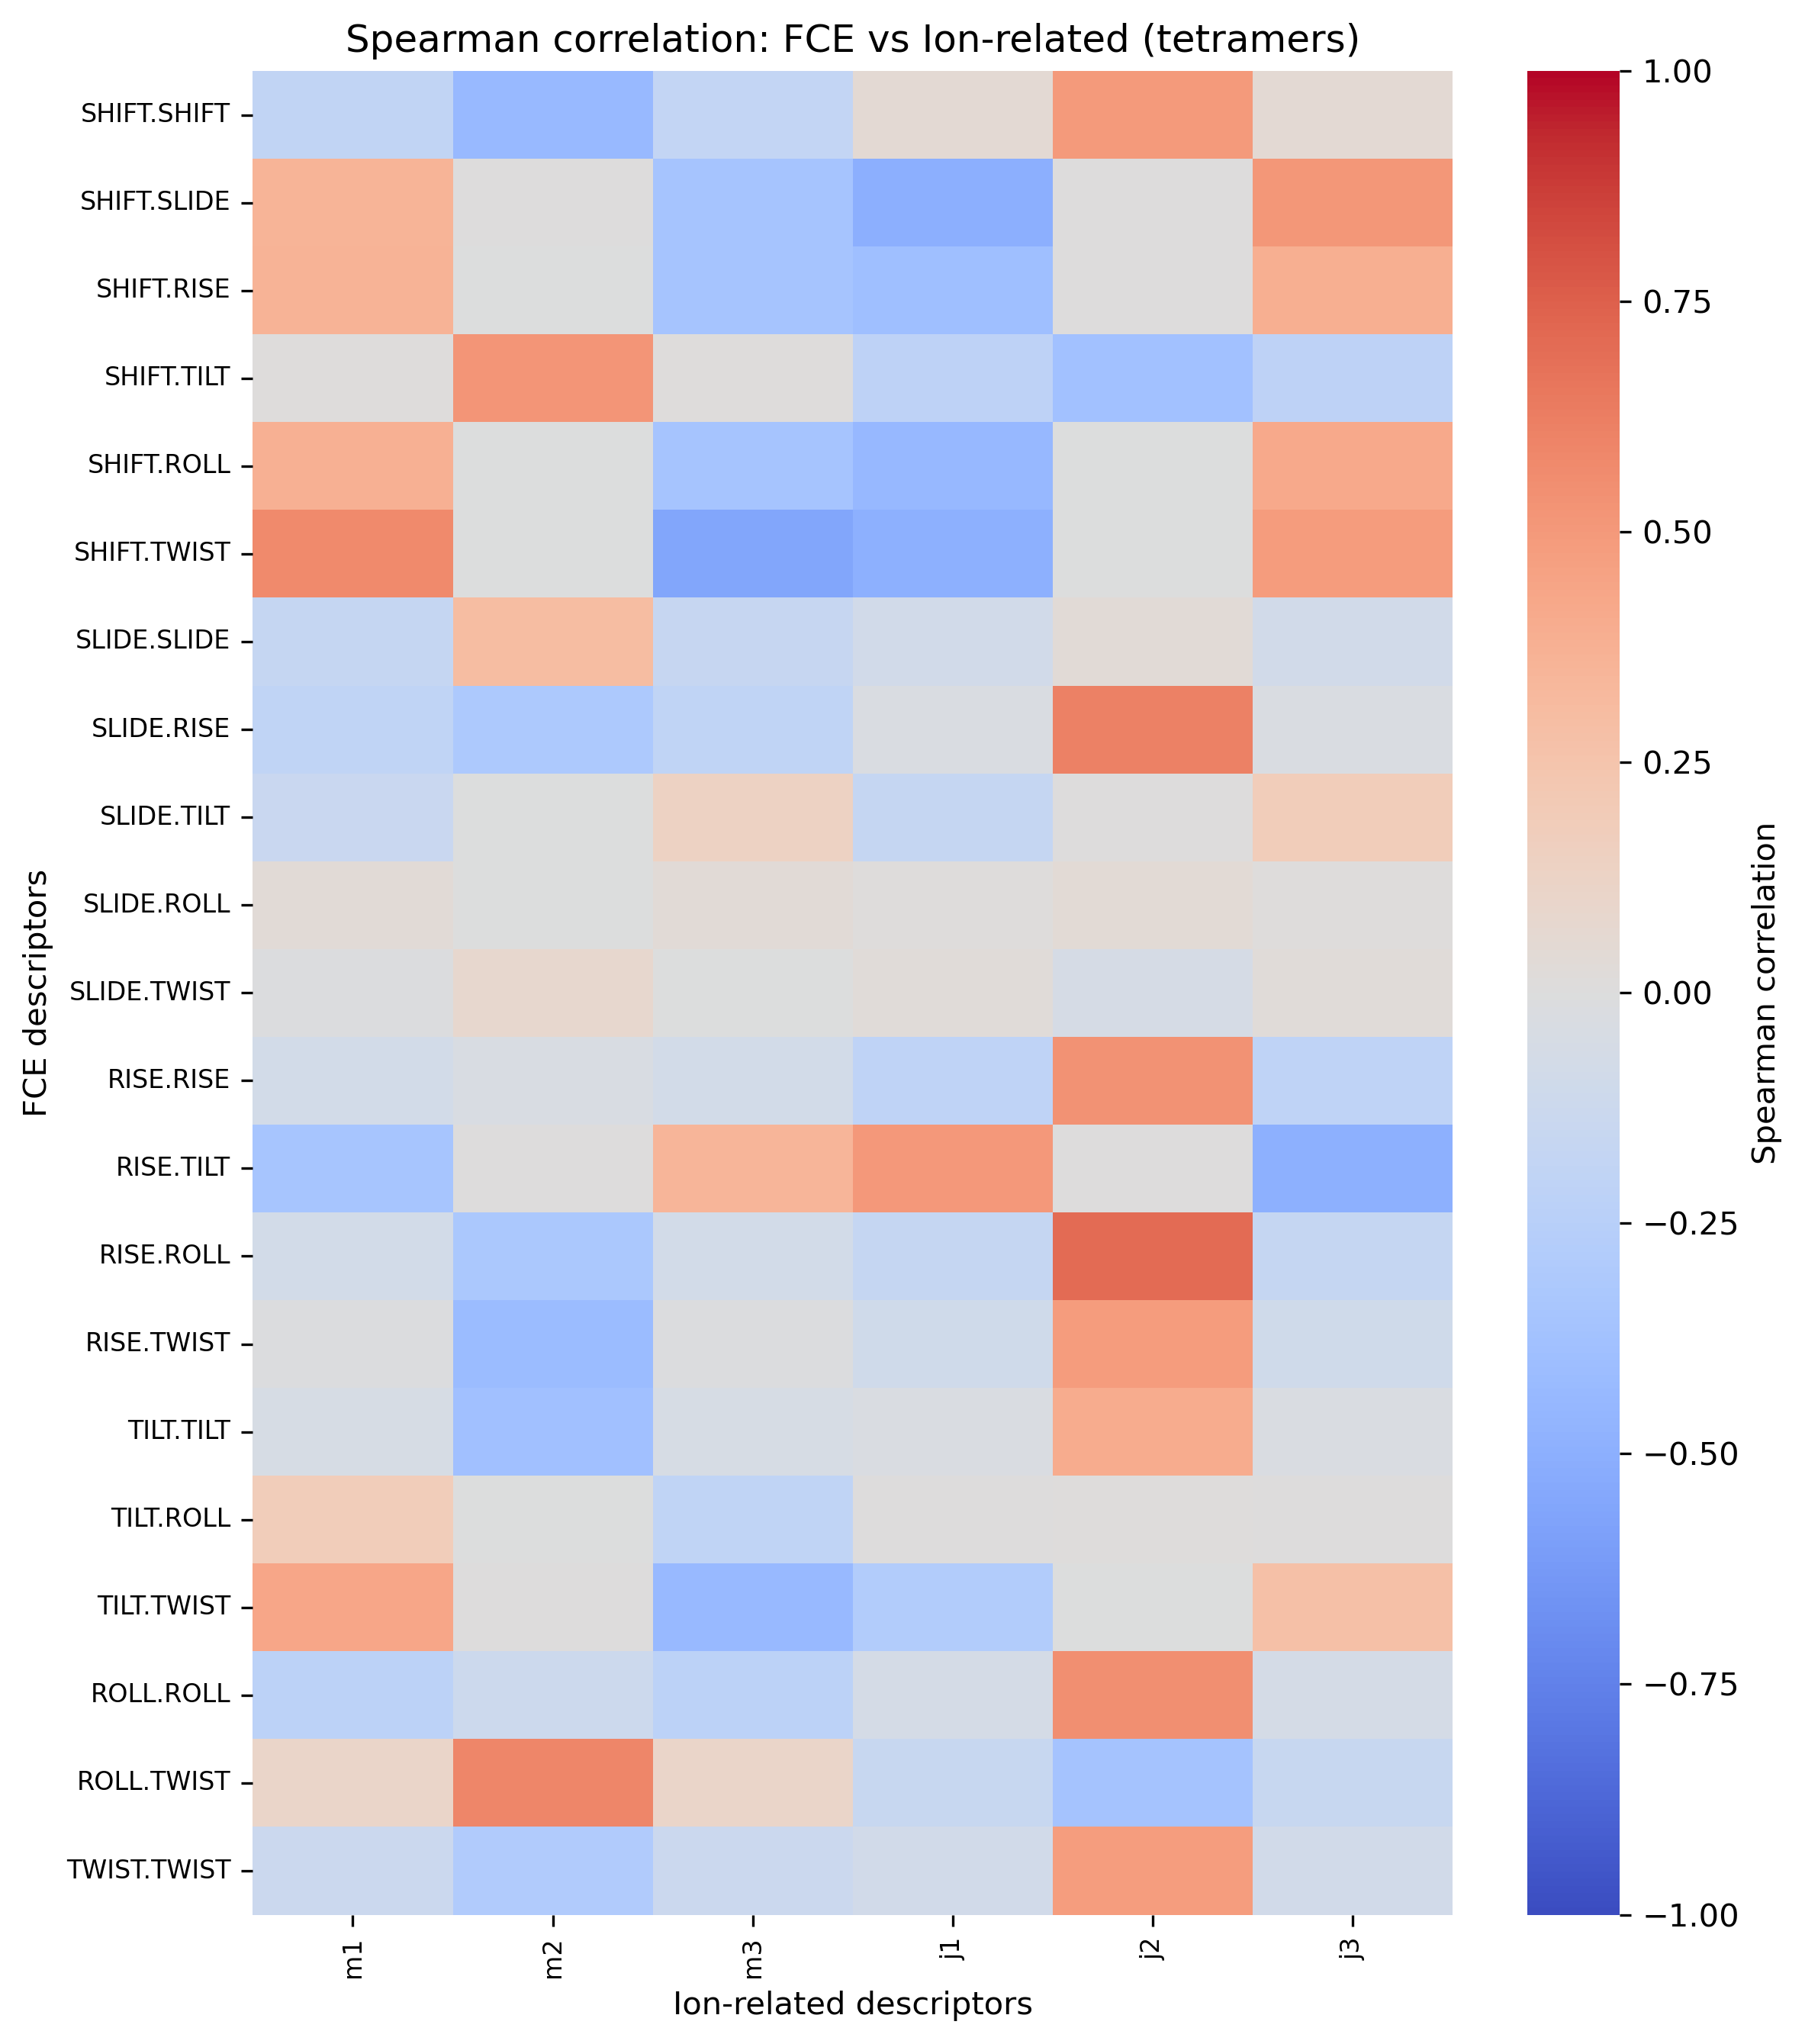 Spearman correlation: FCE vs Ion-related (tetramers)
FCE descriptors
SHIFT.SHIFT
SHIFT.SLIDE
SHIFT.RISE
SHIFT.TILT
SHIFT.ROLL
SHIFT.TWIST
SLIDE.SLIDE
SLIDE.RISE
SLIDE.TILT
SLIDE.ROLL
SLIDE.TWIST
RISE.RISE
RISE.TILT
RISE.ROLL
RISE.TWIST
TILT.TILT
TILT.ROLL
TILT.TWIST
ROLL.ROLL
ROLL.TWIST
TWIST.TWIST
m1 m2 m3 j1 j2 j3
Ion-related descriptors
1.00
0.75
0.50
0.25
0.00
−0.25
−0.50
−0.75
−1.00
Spearman correlation